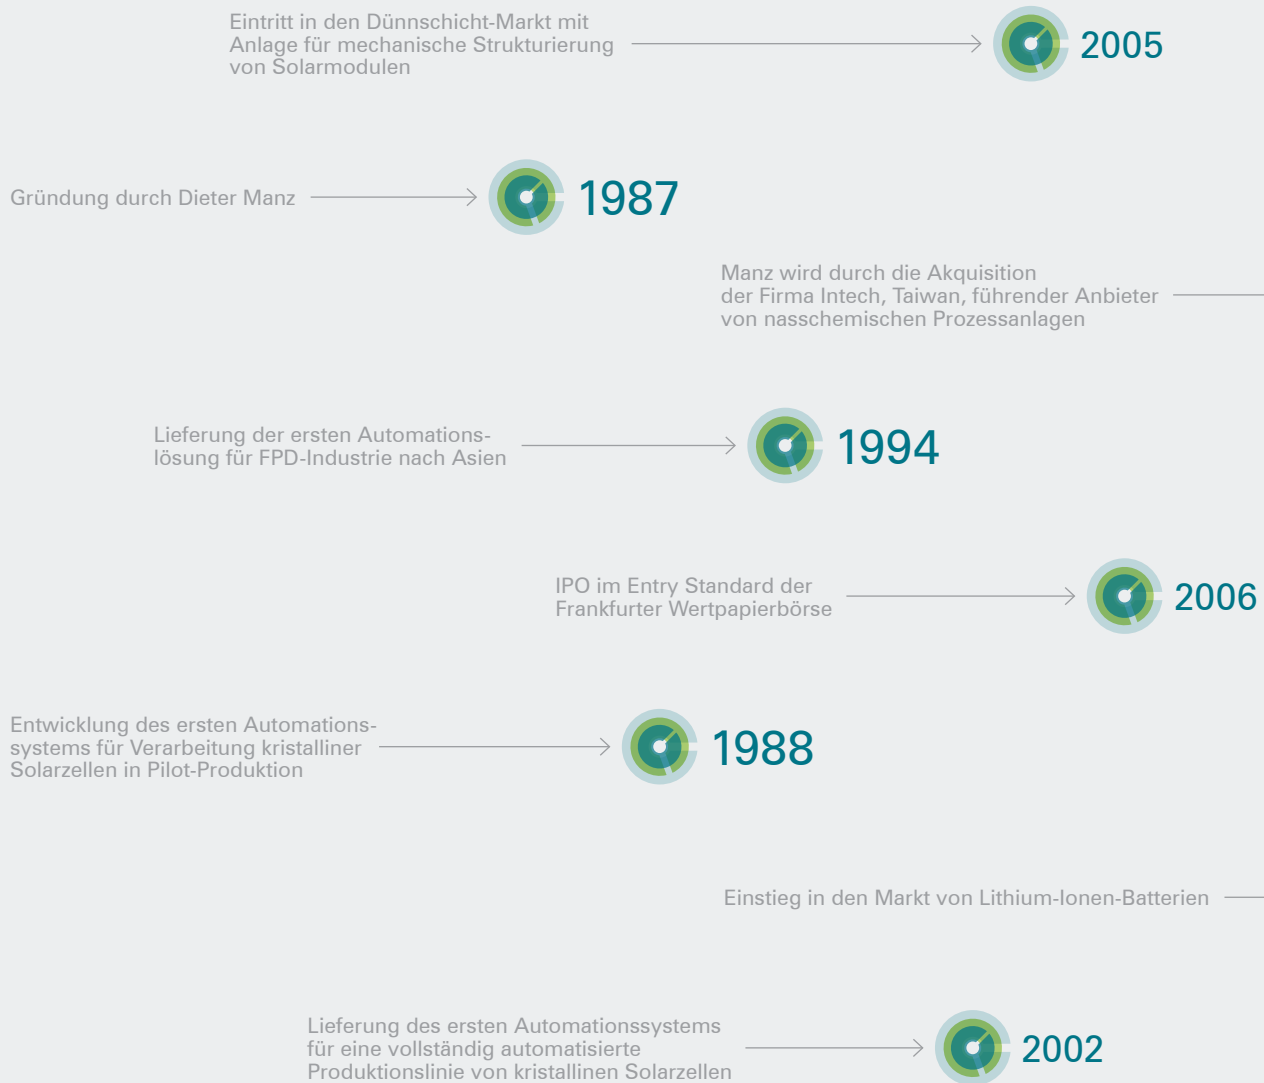 Eintritt in den Dünnschicht-Markt mit
Anlage für mechanische Strukturierung
von Solarmodulen
2005
Gründung durch Dieter Manz
1987
Manz wird durch die Akquisition
der Firma Intech, Taiwan, führender Anbieter
von nasschemischen Prozessanlagen
Lieferung der ersten Automations-
lösung für FPD-Industrie nach Asien
1994
IPO im Entry Standard der
Frankfurter Wertpapierbörse
2006
Entwicklung des ersten Automations-
systems für Verarbeitung kristalliner
Solarzellen in Pilot-Produktion
1988
Einstieg in den Markt von Lithium-Ionen-Batterien
Lieferung des ersten Automationssystems
für eine vollständig automatisierte
Produktionslinie von kristallinen Solarzellen
2002